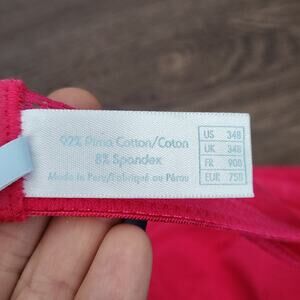 92% Pima Cotton/Coton
8% Spandex
Made in Peru/Fabriqué au Pérou
US 34B
UK 34B
FR 90B
EUR 75B